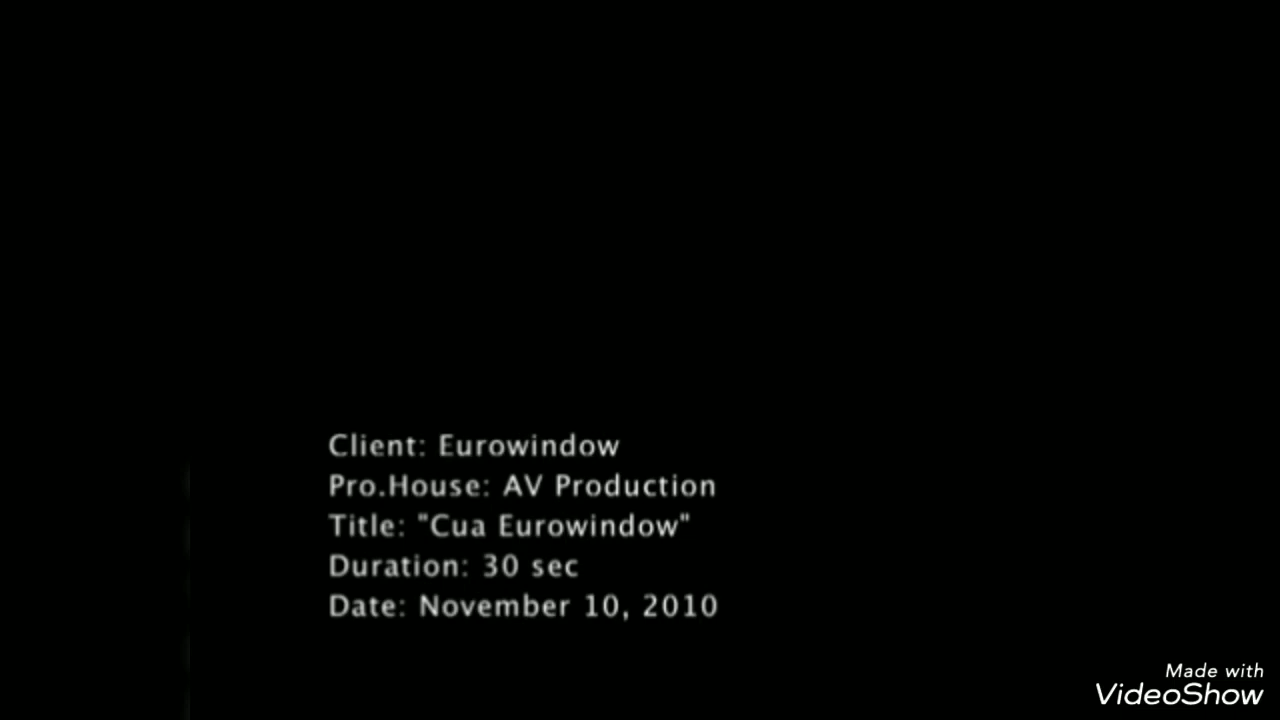 Client: Eurowindow
Pro.House: AV Production
Title: "Cua Eurowindow"
Duration: 30 sec
Date: November 10, 2010
Made with
VideoShow